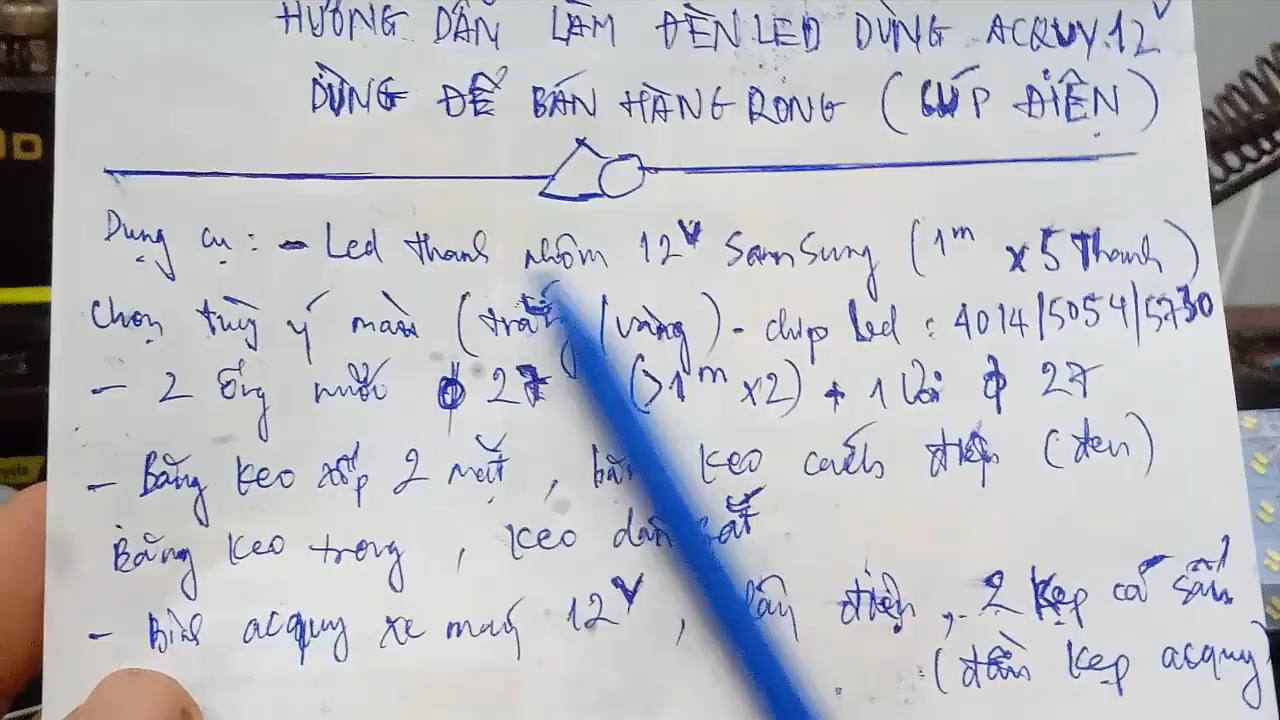 HƯỚNG DẪN LÀM ĐÈN LED DÙNG ACQUY.12V
DÙNG ĐỂ BÁN HÀNG RONG (CÚP ĐIỆN)
Dụng cụ : - Led thanh nhôm 12V SamSung (1m x 5 Thanh)
Chọn tùy ý màu (trắng/vàng) - chip Led : 4014/5054/5730
- 2 ống nước ϕ 27 (>1m x2) + 1 Lơi ϕ 27
- Băng keo xốp 2 mặt , băng keo cách điện (đen)
Băng keo trong , keo dán sắt
- Bình acquy xe máy 12V , dây điện , 2 kẹp cá sấu
(đầu kẹp acquy)